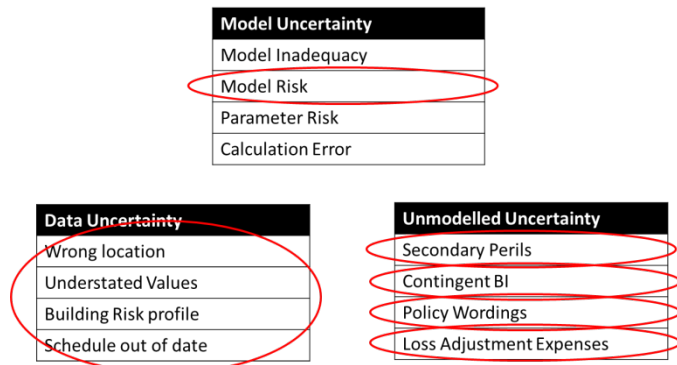 Model Uncertainty
Model Inadequacy
Model Risk
Parameter Risk
Calculation Error
Data Uncertainty
Wrong location
Understated Values
Building Risk profile
Schedule out of date
Unmodelled Uncertainty
Secondary Perils
Contingent BI
Policy Wordings
Loss Adjustment Expenses